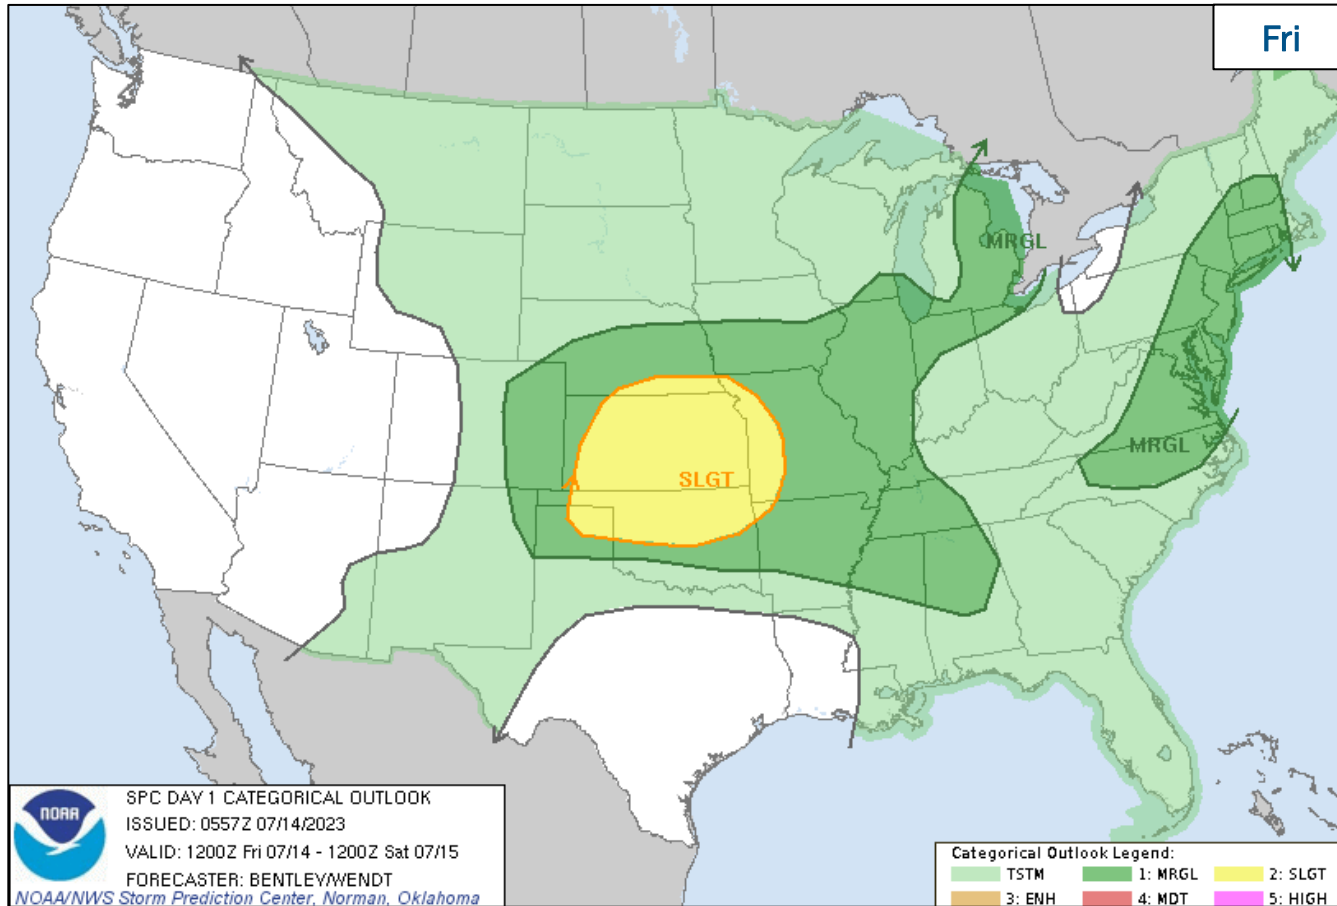 Fri
MRGL
MRGL
SLGT
NOAA
SPC DAY 1 CATEGORICAL OUTLOOK
ISSUED: 0557Z 07/14/2023
VALID: 1200Z Fri 07/14 - 1200Z Sat 07/15
FORECASTER: BENTLEY/WENDT
NOAA/NWS Storm Prediction Center, Norman, Oklahoma
Categorical Outlook Legend:
TSTM 1: MRGL 2: SLGT
3: ENH 4: MDT 5: HIGH